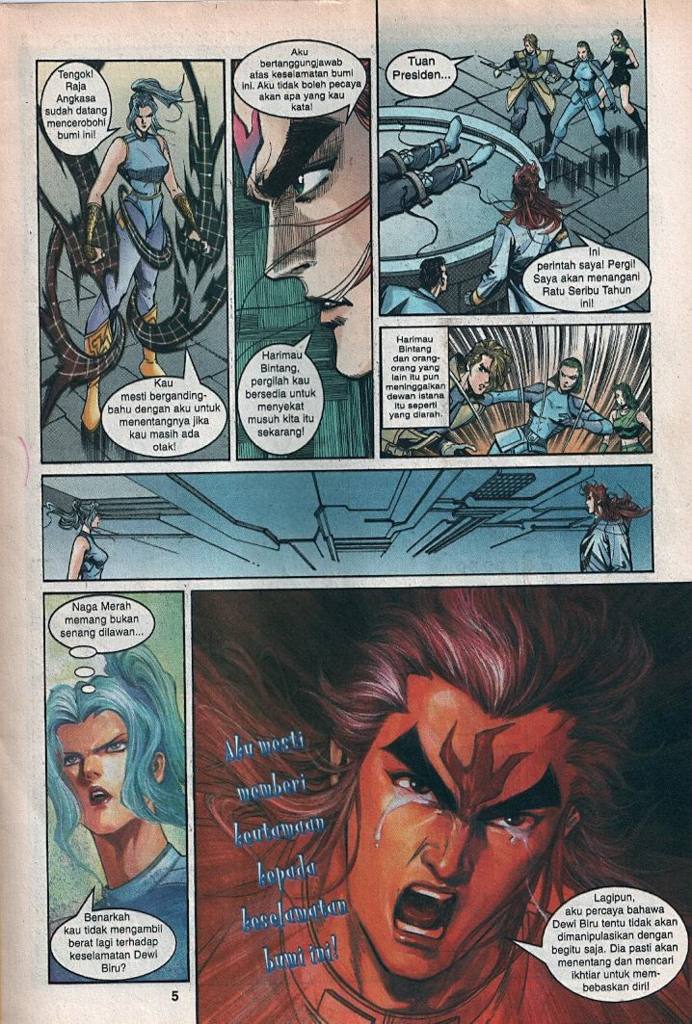 Tengok!
Raja
Angkasa
sudah datang
mencerobohi
bumi ini!
Kau
mesti berganding-
bahu dengan aku untuk
menentangnya jika
kau masih ada
otak!
Aku
bertanggungjawab
atas keselamatan bumi
ini. Aku tidak boleh pecaya
akan apa yang kau
kata!
Harimau
Bintang,
pergilah kau
bersedia untuk
menyekat
musuh kita itu
sekarang!
Tuan
Presiden...
Ini
perintah saya! Pergi!
Saya akan menangani
Ratu Seribu Tahun
ini!
Harimau
Bintang
dan orang-
orang yang
lain itu pun
meninggalkan
dewan istana
itu seperti
yang diarah.
Naga Merah
memang bukan
senang dilawan...
Benarkah
kau tidak mengambil
berat lagi terhadap
keselamatan Dewi
Biru?
Aku mesti
memberi
keutamaan
kepada
keselamatan
bumi ini!
Lagipun,
aku percaya bahawa
Dewi Biru tentu tidak akan
dimanipulasikan dengan
begitu saja. Dia pasti akan
menentang dan mencari
ikhtiar untuk mem-
bebaskan diri!
5